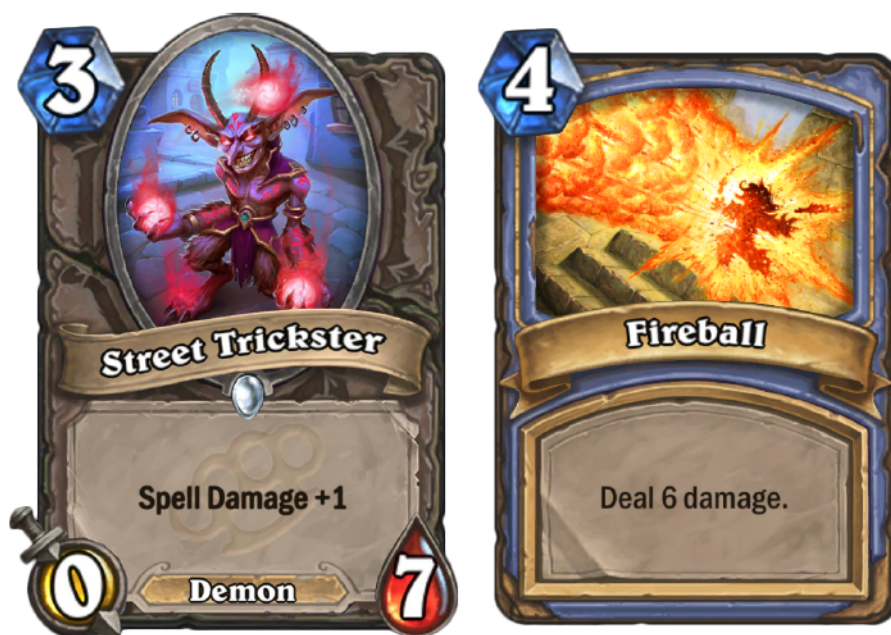 3
Street Trickster
Spell Damage +1
0
Demon
7
4
Fireball
Deal 6 damage.